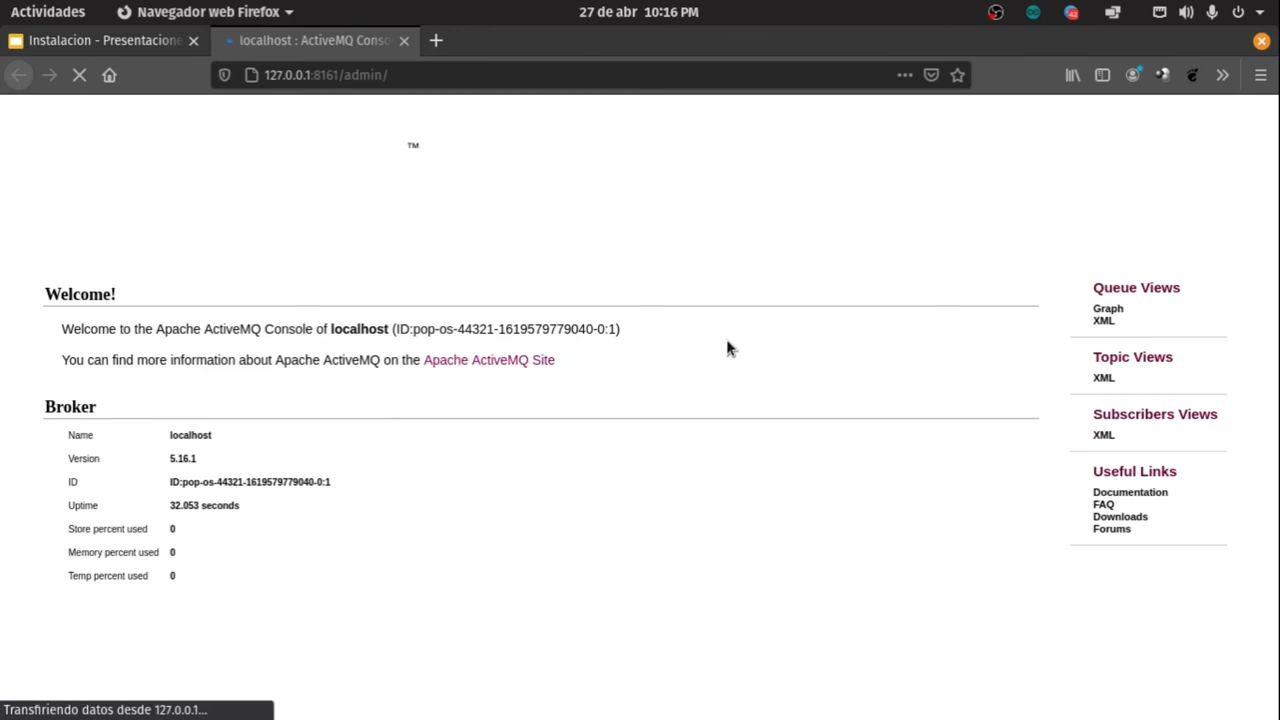 Actividades Navegador web Firefox 27 de abr 10:16 PM 42
Instalacion - Presentacione localhost : ActiveMQ Conso
127.0.0.1:8161/admin/
™
Welcome!
Welcome to the Apache ActiveMQ Console of localhost (ID:pop-os-44321-1619579779040-0:1)
You can find more information about Apache ActiveMQ on the Apache ActiveMQ Site
Broker
Name localhost
Version 5.16.1
ID ID:pop-os-44321-1619579779040-0:1
Uptime 32.053 seconds
Store percent used 0
Memory percent used 0
Temp percent used 0
Queue Views
Graph
XML
Topic Views
XML
Subscribers Views
XML
Useful Links
Documentation
FAQ
Downloads
Forums
Transfiriendo datos desde 127.0.0.1...